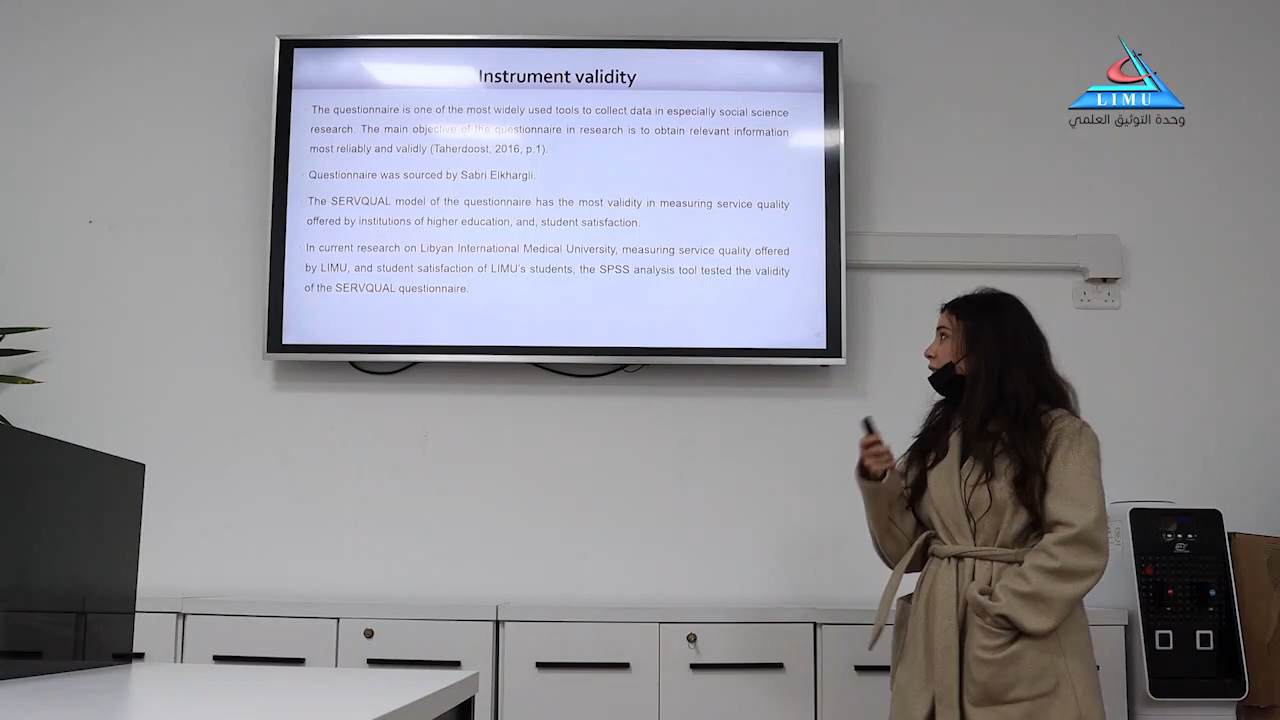 Instrument validity
The questionnaire is one of the most widely used tools to collect data in especially social science
research. The main objective of the questionnaire in research is to obtain relevant information
most reliably and validly (Taherdoost, 2016, p.1).
Questionnaire was sourced by Sabri Elkhargli.
The SERVQUAL model of the questionnaire has the most validity in measuring service quality
offered by institutions of higher education, and, student satisfaction.
In current research on Libyan International Medical University, measuring service quality offered
by LIMU, and student satisfaction of LIMU's students, the SPSS analysis tool tested the validity
of the SERVQUAL questionnaire.
LIMU
وحدة التوثيق العلمي